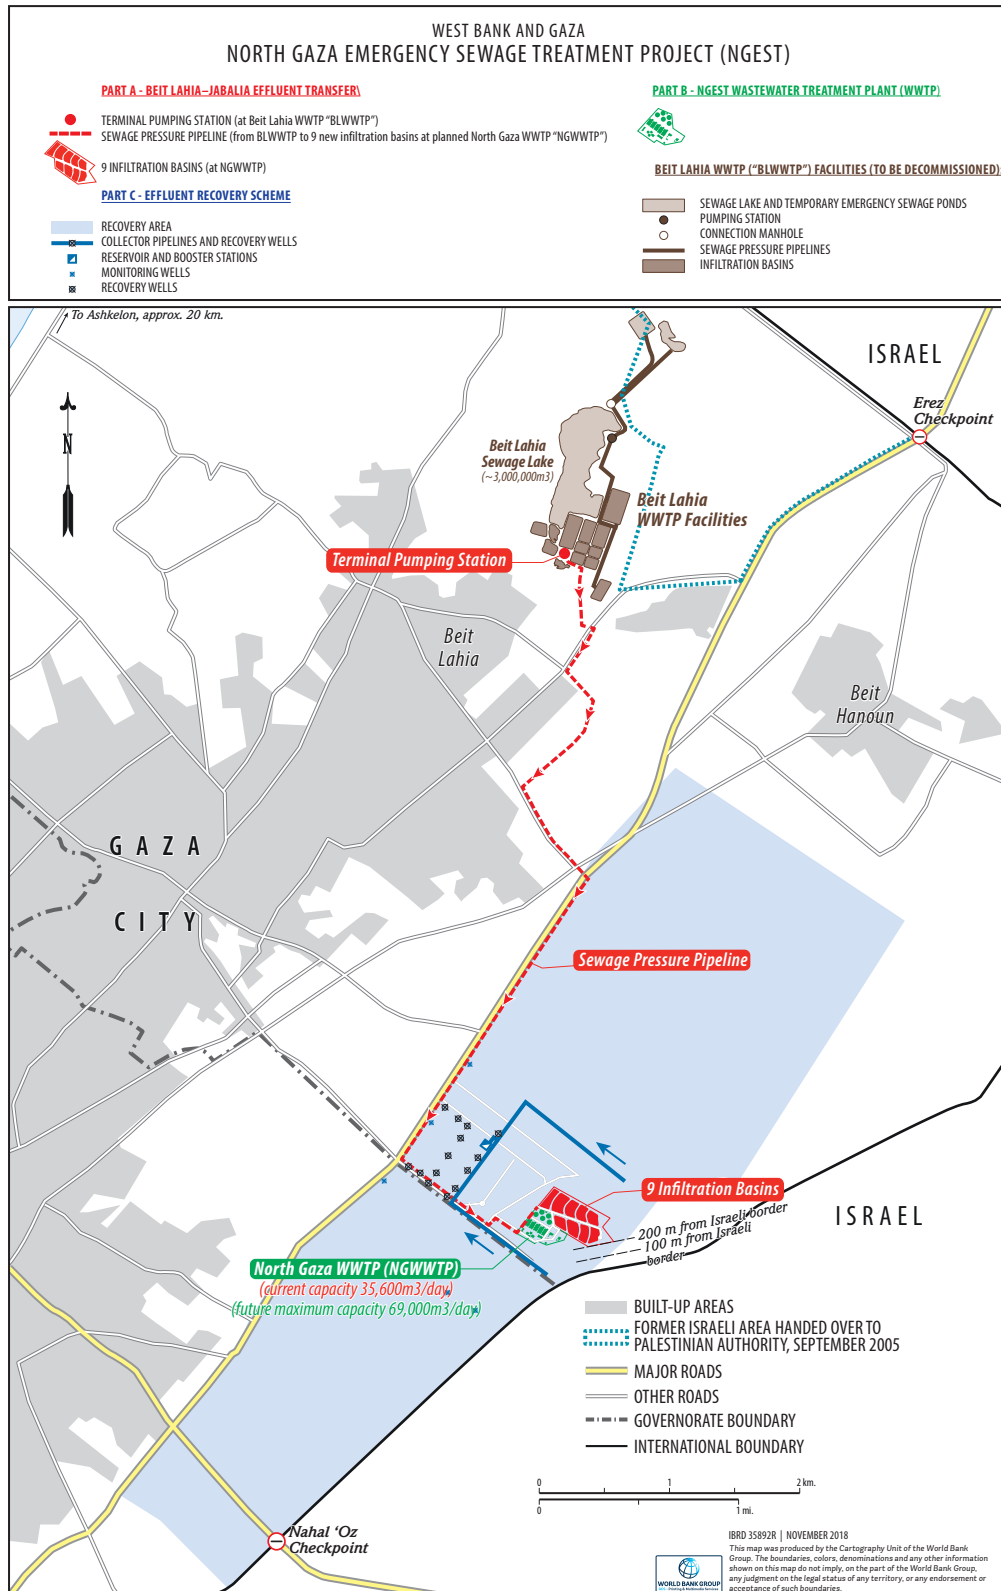 WEST BANK AND GAZA
NORTH GAZA EMERGENCY SEWAGE TREATMENT PROJECT (NGEST)
PART A - BEIT LAHIA–JABALIA EFFLUENT TRANSFER\
TERMINAL PUMPING STATION (at Beit Lahia WWTP “BLWWTP”)
SEWAGE PRESSURE PIPELINE (from BLWWTP to 9 new infiltration basins at planned North Gaza WWTP “NGWWTP”)
9 INFILTRATION BASINS (at NGWWTP)
PART C - EFFLUENT RECOVERY SCHEME
RECOVERY AREA
COLLECTOR PIPELINES AND RECOVERY WELLS
RESERVOIR AND BOOSTER STATIONS
MONITORING WELLS
RECOVERY WELLS
PART B - NGEST WASTEWATER TREATMENT PLANT (WWTP)
BEIT LAHIA WWTP (“BLWWTP”) FACILITIES (TO BE DECOMMISSIONED):
SEWAGE LAKE AND TEMPORARY EMERGENCY SEWAGE PONDS
PUMPING STATION
CONNECTION MANHOLE
SEWAGE PRESSURE PIPELINES
INFILTRATION BASINS
To Ashkelon, approx. 20 km.
ISRAEL
Erez
Checkpoint
N
Beit Lahia
Sewage Lake
(~3,000,000m3)
Beit Lahia
WWTP Facilities
Terminal Pumping Station
Beit
Lahia
Beit
Hanoun
GAZA
CITY
Sewage Pressure Pipeline
9 Infiltration Basins
200 m from Israeli border
100 m from Israeli
border
ISRAEL
North Gaza WWTP (NGWWTP)
(current capacity 35,600m3/day)
(future maximum capacity 69,000m3/day)
BUILT-UP AREAS
FORMER ISRAELI AREA HANDED OVER TO
PALESTINIAN AUTHORITY, SEPTEMBER 2005
MAJOR ROADS
OTHER ROADS
GOVERNORATE BOUNDARY
INTERNATIONAL BOUNDARY
0 1 2 km.
0 1 mi.
Nahal ‘Oz
Checkpoint
IBRD 35892R | NOVEMBER 2018
This map was produced by the Cartography Unit of the World Bank
Group. The boundaries, colors, denominations and any other information
shown on this map do not imply, on the part of the World Bank Group,
any judgment on the legal status of any territory, or any endorsement or
acceptance of such boundaries.
WORLD BANK GROUP